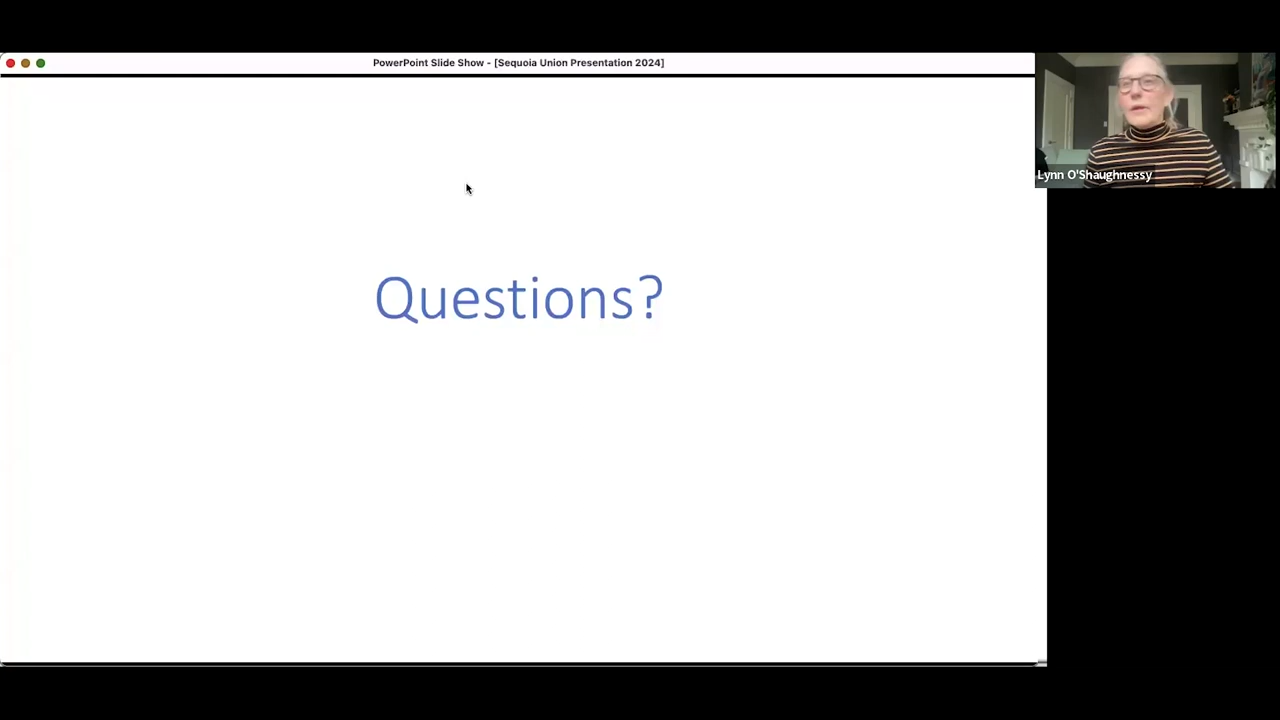 PowerPoint Slide Show - [Sequoia Union Presentation 2024]
Lynn O'Shaughnessy
Questions?